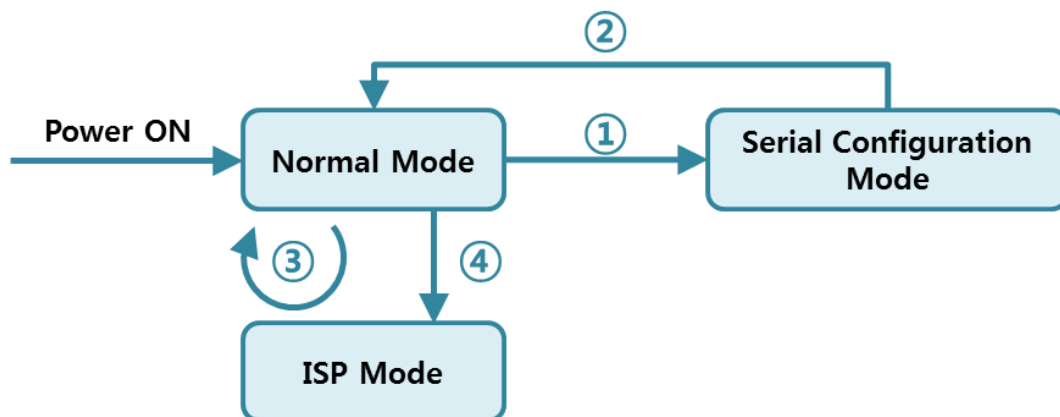 ②
Power ON
Normal Mode
①
Serial Configuration
Mode
③
④
ISP Mode